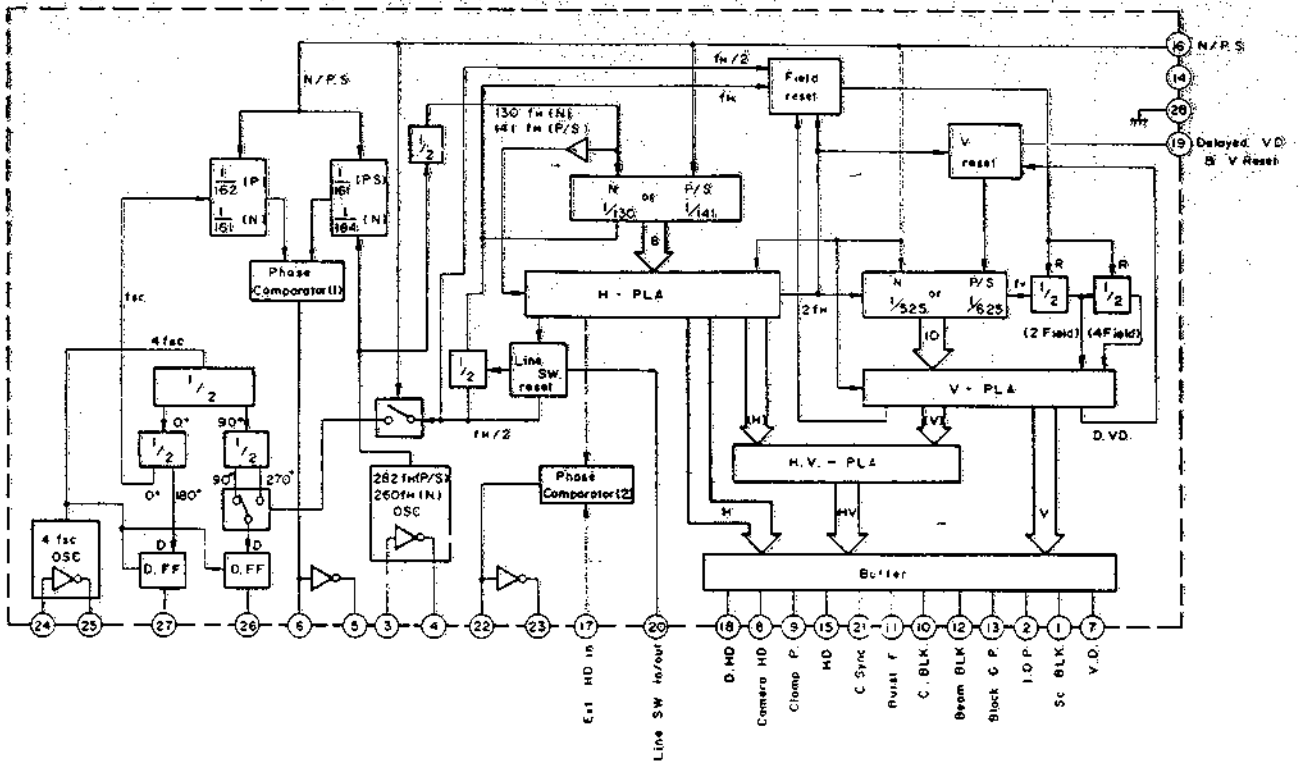 16 N/P.S
14
28
19 Delayed VD
& V Reset
N/P.S
fH/2
fH
Field
reset
V
reset
130 fH (N)
141 fH (P/S)
1/2
1/162 (P)
1/161 (N)
1/161 (PS)
1/164 (N)
N or P/S
1/130 1/141
8
Phase
Comparator(1)
fsc
H - PLA
2fH
N or P/S
1/525 1/625
fv
R
1/2
R
1/2
(2 Field)
(4 Field)
10
4 fsc
1/2
1/2
Line
SW.
reset
fH/2
V - PLA
D.VD.
0°
90°
1/2
1/2
0°
180°
90°
270°
(H)
(V)
H.V. - PLA
282 fH(P/S)
260 fH (N)
OSC
Phase
Comparator(2)
H
HV
V
4 fsc
OSC
D
D. FF
D
D. FF
Buffer
24 25 27 26 6 5 3 4 22 23 17 20 18 8 9 15 21 11 10 12 13 2 1 7
Ext HD in
Line SW in/out
D.HD
Camera HD
Clamp P.
HD
C Sync
C. BLK.
Beam BLK
I.D P.
Sc BLK.
V.D.